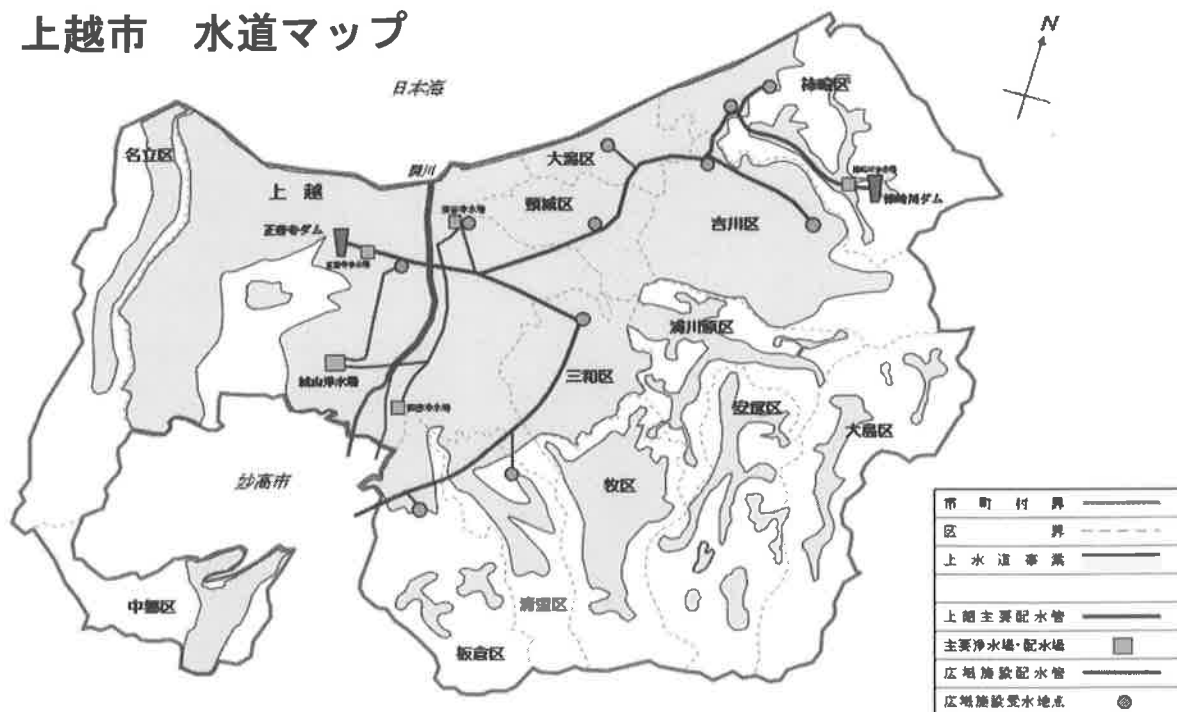 上越市 水道マップ
N
日本海
柿崎区
名立区
大潟区
関川
上越
頸城区
柿崎川ダム
吉川区
正善寺ダム
浦川原区
城山浄水場
三和区
安塚区
大島区
妙高市
牧区
中郷区
清里区
板倉区
市町村界
区界
上水道事業
上越主要配水管
主要浄水場・配水場
広域施設配水管
広域施設受水地点